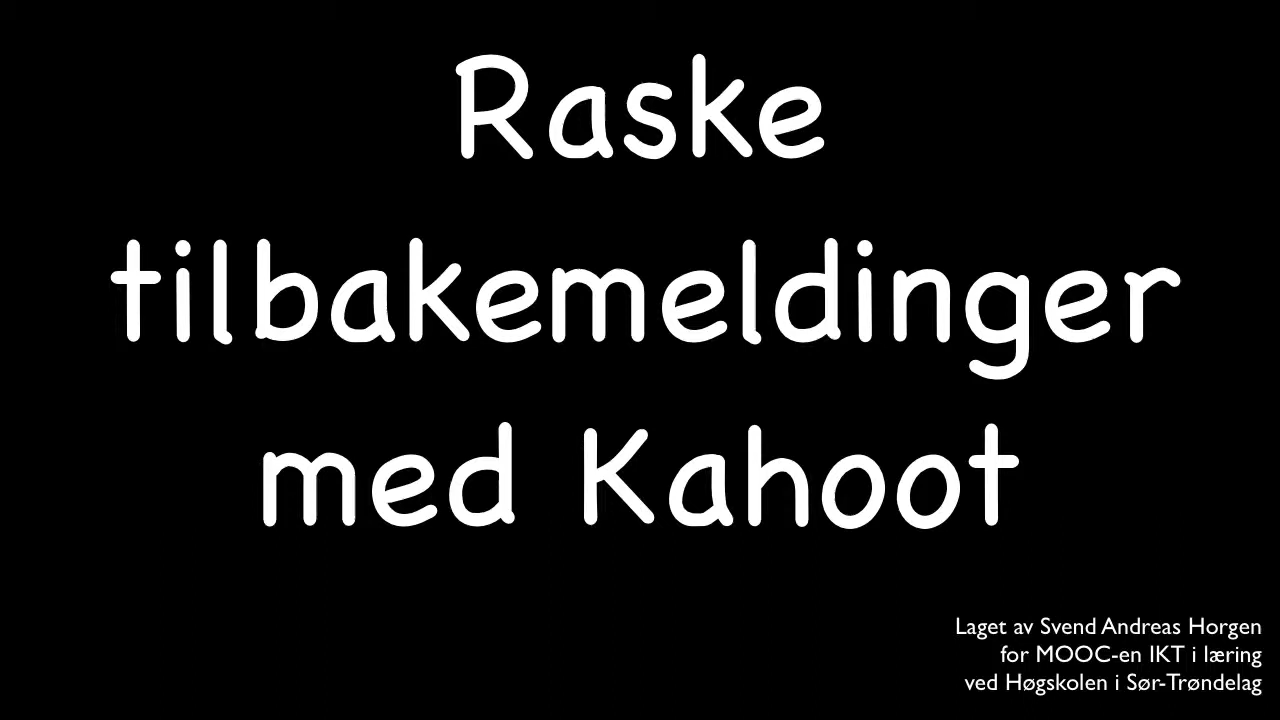 Raske
tilbakemeldinger
med Kahoot
Laget av Svend Andreas Horgen
for MOOC-en IKT i læring
ved Høgskolen i Sør-Trøndelag